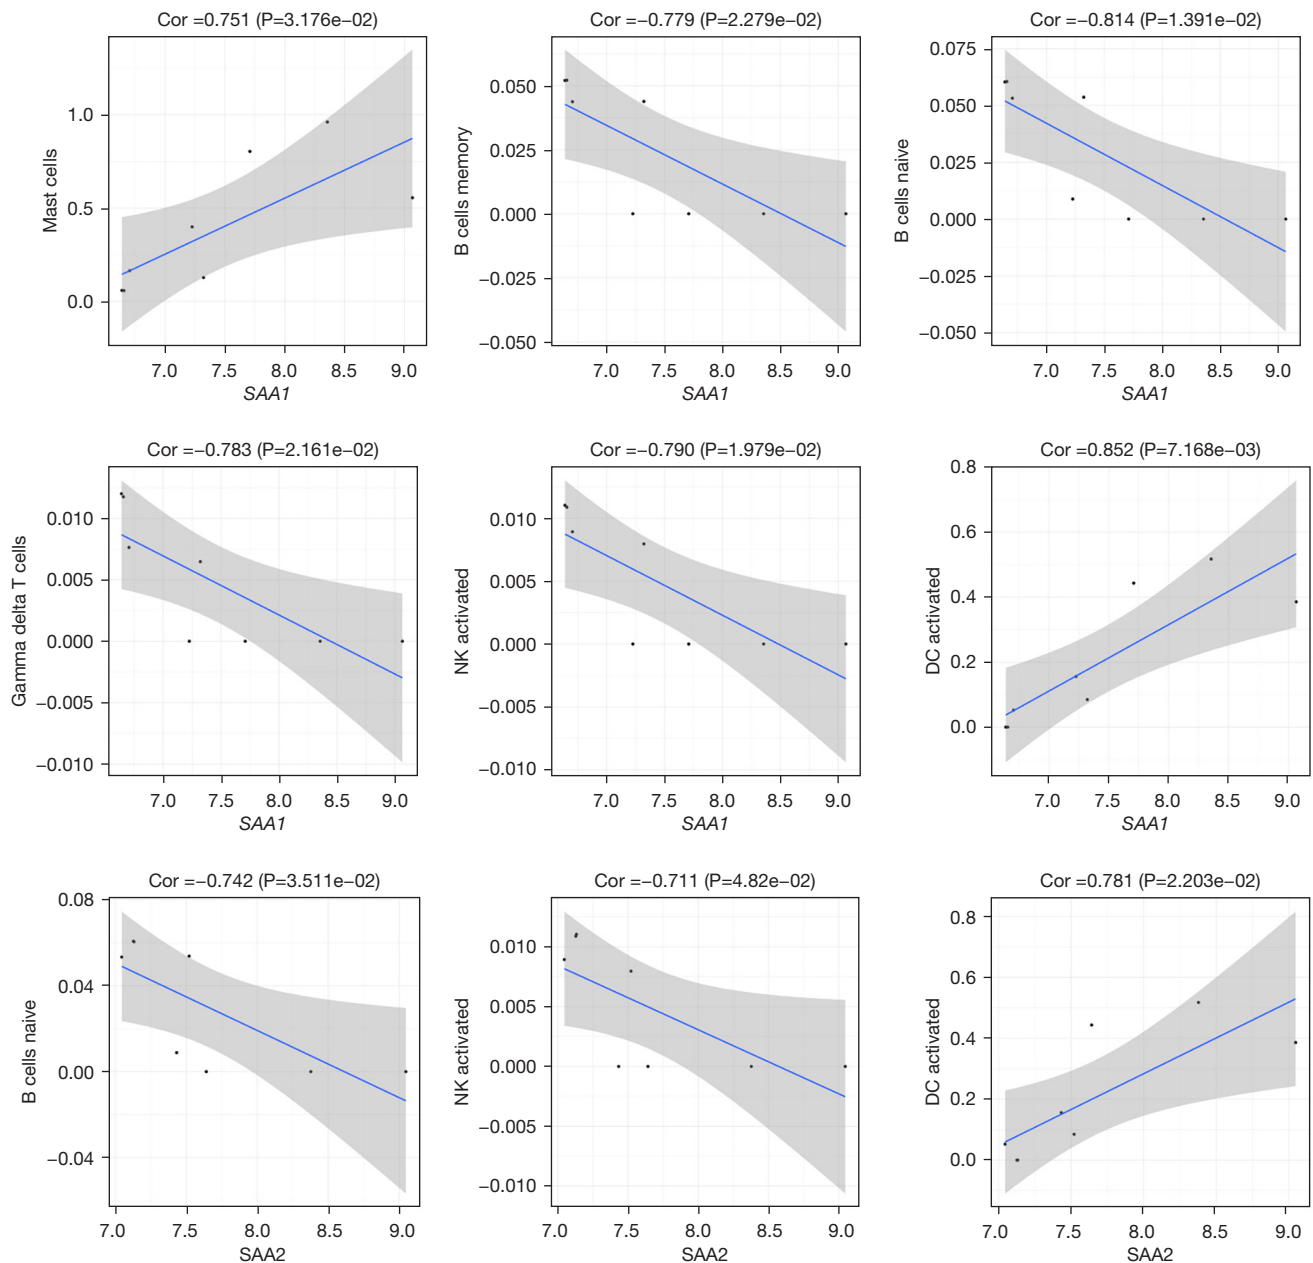 Cor =0.751 (P=3.176e−02)
Mast cells
1.0
0.5
0.0
7.0 7.5 8.0 8.5 9.0
SAA1
Cor =−0.779 (P=2.279e−02)
B cells memory
0.050
0.025
0.000
−0.025
−0.050
7.0 7.5 8.0 8.5 9.0
SAA1
Cor=−0.814 (P=1.391e−02)
B cells naive
0.075
0.050
0.025
0.000
−0.025
−0.050
7.0 7.5 8.0 8.5 9.0
SAA1
Cor =−0.783 (P=2.161e−02)
Gamma delta T cells
0.010
0.005
0.000
−0.005
−0.010
7.0 7.5 8.0 8.5 9.0
SAA1
Cor =−0.790 (P=1.979e−02)
NK activated
0.010
0.005
0.000
−0.005
−0.010
7.0 7.5 8.0 8.5 9.0
SAA1
Cor=0.852 (P=7.168e−03)
DC activated
0.8
0.6
0.4
0.2
0.0
7.0 7.5 8.0 8.5 9.0
SAA1
Cor =−0.742 (P=3.511e−02)
B cells naive
0.08
0.04
0.00
−0.04
7.0 7.5 8.0 8.5 9.0
SAA2
Cor =−0.711 (P=4.82e−02)
NK activated
0.010
0.005
0.000
−0.005
−0.010
7.0 7.5 8.0 8.5 9.0
SAA2
Cor=0.781 (P=2.203e−02)
DC activated
0.8
0.6
0.4
0.2
0.0
7.0 7.5 8.0 8.5 9.0
SAA2